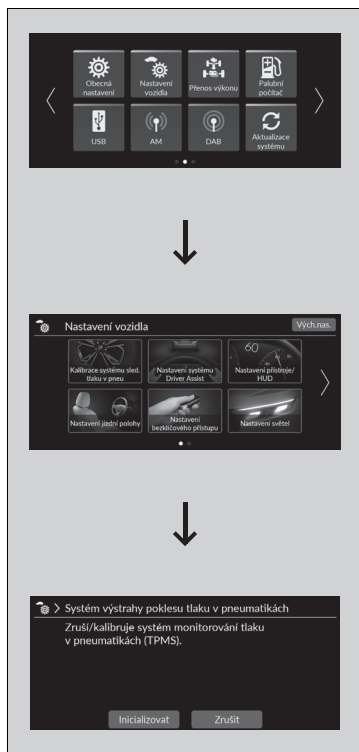 Obecná
nastavení
Nastavení
vozidla
Přenos výkonu
Palubní
počítač
USB
AM
DAB
Aktualizace
systému
Nastavení vozidla
Vých.nas.
Kalibrace systému sled.
tlaku v pneu
Nastavení systému
Driver Assist
60
Nastavení přístroje/
HUD
Nastavení jízdní polohy
Nastavení
bezklíčového přístupu
Nastavení světel
Systém výstrahy poklesu tlaku v pneumatikách
Zruší/kalibruje systém monitorování tlaku
v pneumatikách (TPMS).
Inicializovat
Zrušit